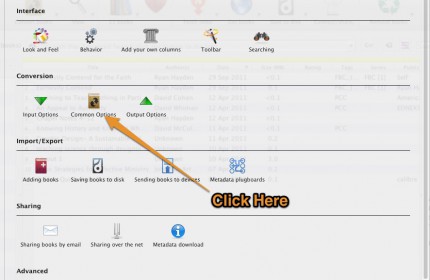 Interface
Look and Feel Behavior Add your own columns Toolbar Searching
Conversion
Input Options Common Options Output Options
Import/Export
Adding books Saving books to disk Sending books to devices Metadata plugboards
Click Here
Sharing
Sharing books by email Sharing over the net Metadata download
Advanced